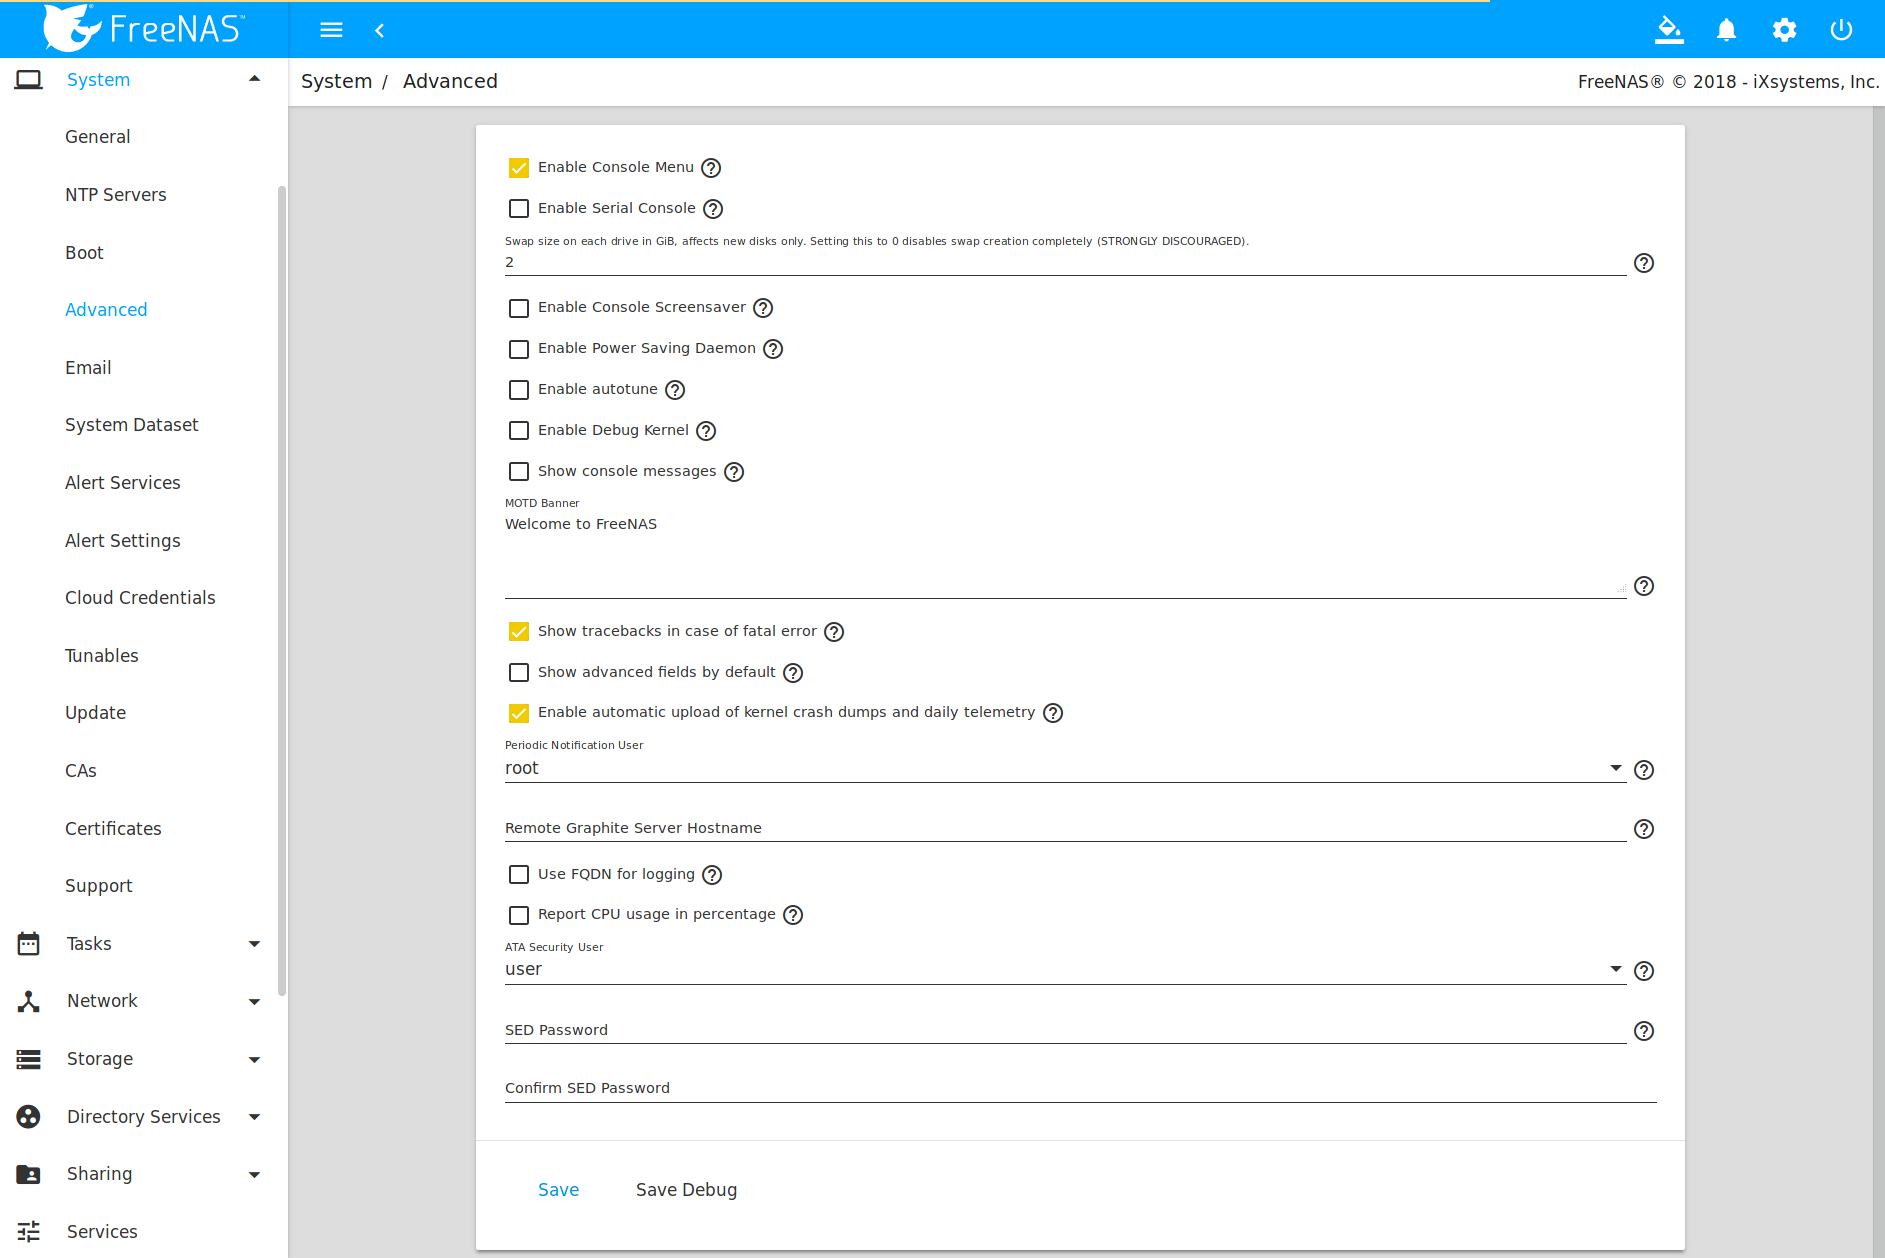 FreeNAS™
System
General
NTP Servers
Boot
Advanced
Email
System Dataset
Alert Services
Alert Settings
Cloud Credentials
Tunables
Update
CAs
Certificates
Support
Tasks
Network
Storage
Directory Services
Sharing
Services
System / Advanced
FreeNAS® © 2018 - iXsystems, Inc.
Enable Console Menu
Enable Serial Console
Swap size on each drive in GiB, affects new disks only. Setting this to 0 disables swap creation completely (STRONGLY DISCOURAGED).
2
Enable Console Screensaver
Enable Power Saving Daemon
Enable autotune
Enable Debug Kernel
Show console messages
MOTD Banner
Welcome to FreeNAS
Show tracebacks in case of fatal error
Show advanced fields by default
Enable automatic upload of kernel crash dumps and daily telemetry
Periodic Notification User
root
Remote Graphite Server Hostname
Use FQDN for logging
Report CPU usage in percentage
ATA Security User
user
SED Password
Confirm SED Password
Save Save Debug